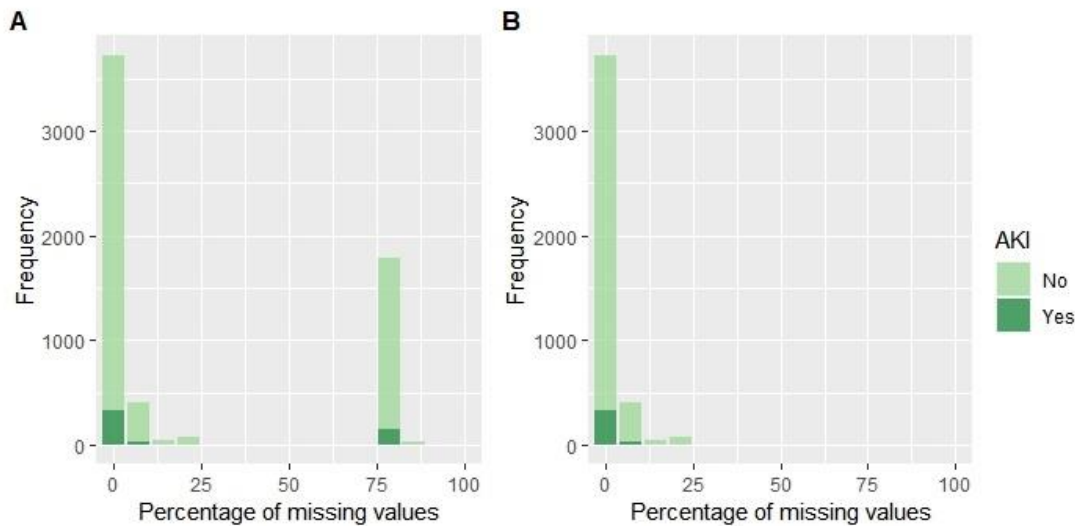 A
B
3000
2000
1000
0
Frequency
0 25 50 75 100
Percentage of missing values
3000
2000
1000
0
Frequency
0 25 50 75 100
Percentage of missing values
AKI
No
Yes